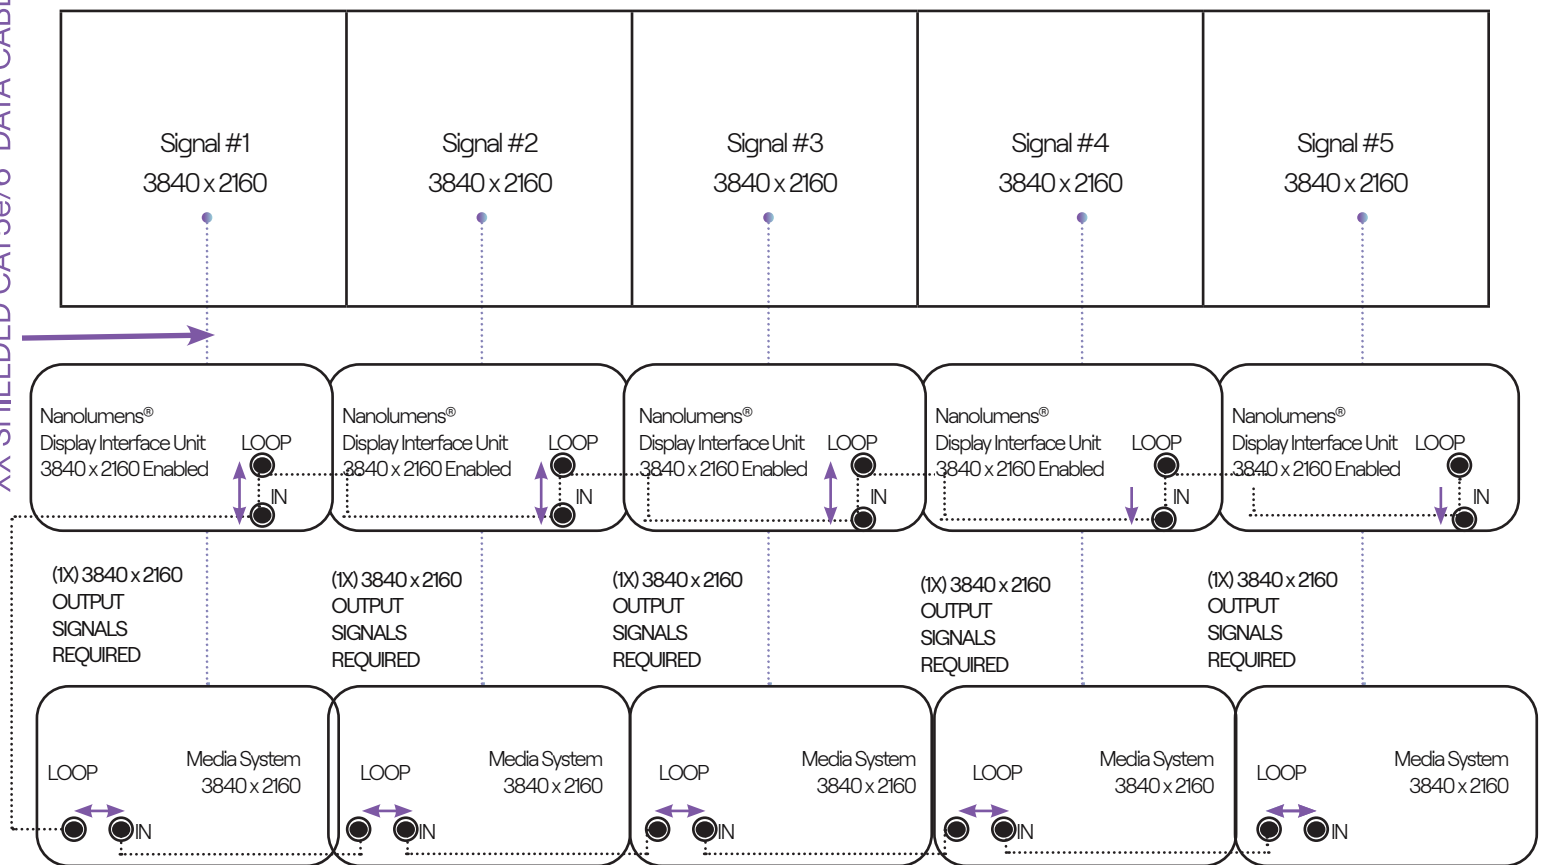 XX SHIELDED CAT5e/6 DATA
Signal #1
3840 x 2160
Signal #2
3840 x 2160
Signal #3
3840 x 2160
Signal #4
3840 x 2160
Signal #5
3840 x 2160
Nanolumens®
Display Interface Unit
3840 x 2160 Enabled
LOOP
IN
Nanolumens®
Display Interface Unit
3840 x 2160 Enabled
LOOP
IN
Nanolumens®
Display Interface Unit
3840 x 2160 Enabled
LOOP
IN
Nanolumens®
Display Interface Unit
3840 x 2160 Enabled
LOOP
IN
Nanolumens®
Display Interface Unit
3840 x 2160 Enabled
LOOP
IN
(1X) 3840 x 2160
OUTPUT
SIGNALS
REQUIRED
(1X) 3840 x 2160
OUTPUT
SIGNALS
REQUIRED
(1X) 3840 x 2160
OUTPUT
SIGNALS
REQUIRED
(1X) 3840 x 2160
OUTPUT
SIGNALS
REQUIRED
(1X) 3840 x 2160
OUTPUT
SIGNALS
REQUIRED
LOOP
Media System
3840 x 2160
IN
LOOP
Media System
3840 x 2160
IN
LOOP
Media System
3840 x 2160
IN
LOOP
Media System
3840 x 2160
IN
LOOP
Media System
3840 x 2160
IN